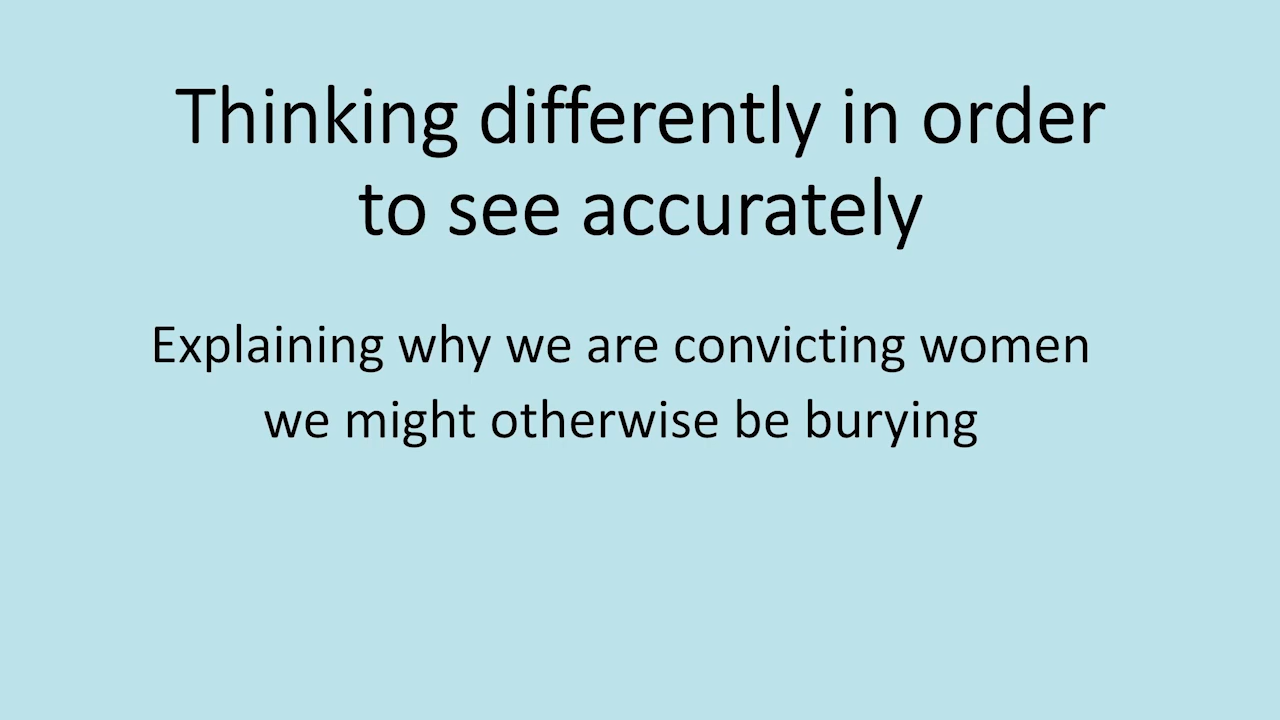 Thinking differently in order
to see accurately
Explaining why we are convicting women
we might otherwise be burying